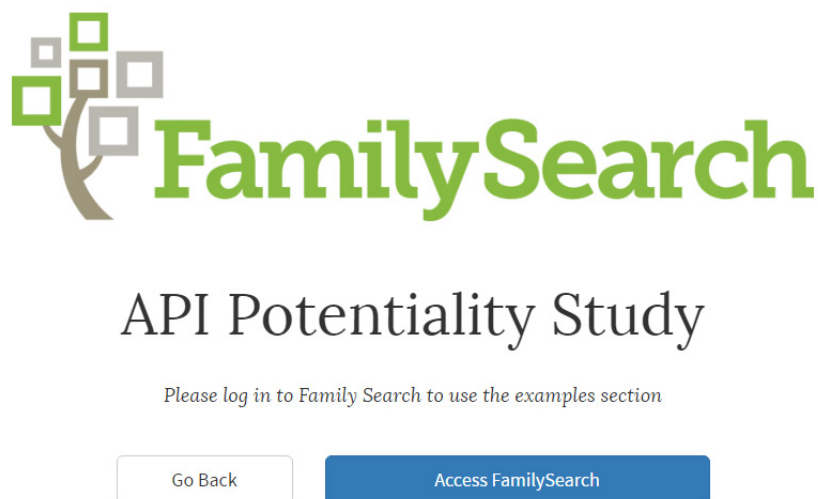 FamilySearch
API Potentiality Study
Please log in to Family Search to use the examples section
Go Back
Access FamilySearch